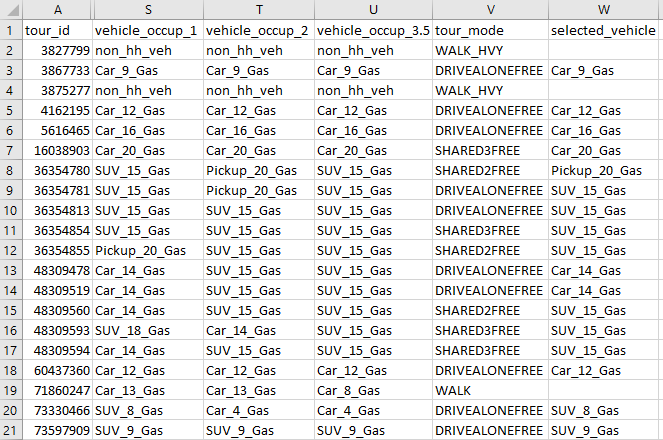 A S T U V W
1 tour_id vehicle_occup_1 vehicle_occup_2 vehicle_occup_3.5 tour_mode selected_vehicle
2 3827799 non_hh_veh non_hh_veh non_hh_veh WALK_HVY
3 3867733 Car_9_Gas Car_9_Gas Car_9_Gas DRIVEALONEFREE Car_9_Gas
4 3875277 non_hh_veh non_hh_veh non_hh_veh WALK_HVY
5 4162195 Car_12_Gas Car_12_Gas Car_12_Gas DRIVEALONEFREE Car_12_Gas
6 5616465 Car_16_Gas Car_16_Gas Car_16_Gas DRIVEALONEFREE Car_16_Gas
7 16038903 Car_20_Gas Car_20_Gas Car_20_Gas SHARED3FREE Car_20_Gas
8 36354780 SUV_15_Gas Pickup_20_Gas SUV_15_Gas SHARED2FREE Pickup_20_Gas
9 36354781 SUV_15_Gas Pickup_20_Gas SUV_15_Gas DRIVEALONEFREE SUV_15_Gas
10 36354813 SUV_15_Gas SUV_15_Gas SUV_15_Gas DRIVEALONEFREE SUV_15_Gas
11 36354854 SUV_15_Gas SUV_15_Gas SUV_15_Gas SHARED3FREE SUV_15_Gas
12 36354855 Pickup_20_Gas SUV_15_Gas SUV_15_Gas SHARED2FREE SUV_15_Gas
13 48309478 Car_14_Gas SUV_15_Gas SUV_15_Gas DRIVEALONEFREE Car_14_Gas
14 48309519 Car_14_Gas SUV_15_Gas SUV_15_Gas DRIVEALONEFREE Car_14_Gas
15 48309560 Car_14_Gas SUV_15_Gas SUV_15_Gas SHARED2FREE SUV_15_Gas
16 48309593 SUV_18_Gas Car_14_Gas SUV_15_Gas SHARED3FREE SUV_15_Gas
17 48309594 Car_14_Gas SUV_15_Gas SUV_15_Gas SHARED3FREE SUV_15_Gas
18 60437360 Car_12_Gas Car_12_Gas Car_12_Gas DRIVEALONEFREE Car_12_Gas
19 71860247 Car_13_Gas Car_13_Gas Car_8_Gas WALK
20 73330466 SUV_8_Gas Car_4_Gas Car_4_Gas DRIVEALONEFREE SUV_8_Gas
21 73597909 SUV_9_Gas SUV_9_Gas SUV_9_Gas DRIVEALONEFREE SUV_9_Gas